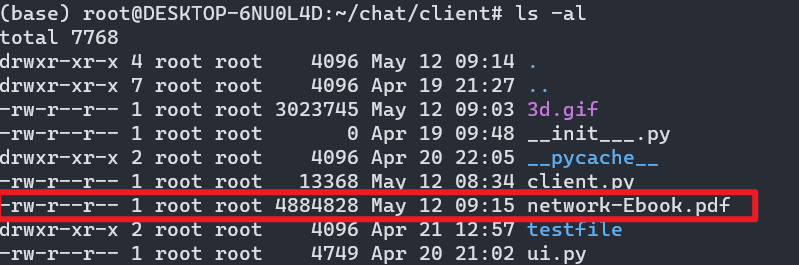 (base) root@DESKTOP-6NU0L4D:~/chat/client# ls -al
total 7768
drwxr-xr-x 4 root root    4096 May 12 09:14 .
drwxr-xr-x 7 root root    4096 Apr 19 21:27 ..
-rw-r--r-- 1 root root 3023745 May 12 09:03 3d.gif
-rw-r--r-- 1 root root       0 Apr 19 09:48 __init___.py
drwxr-xr-x 2 root root    4096 Apr 20 22:05 __pycache__
-rw-r--r-- 1 root root   13368 May 12 08:34 client.py
-rw-r--r-- 1 root root 4884828 May 12 09:15 network-Ebook.pdf
drwxr-xr-x 2 root root    4096 Apr 21 12:57 testfile
-rw-r--r-- 1 root root    4749 Apr 20 21:02 ui.py